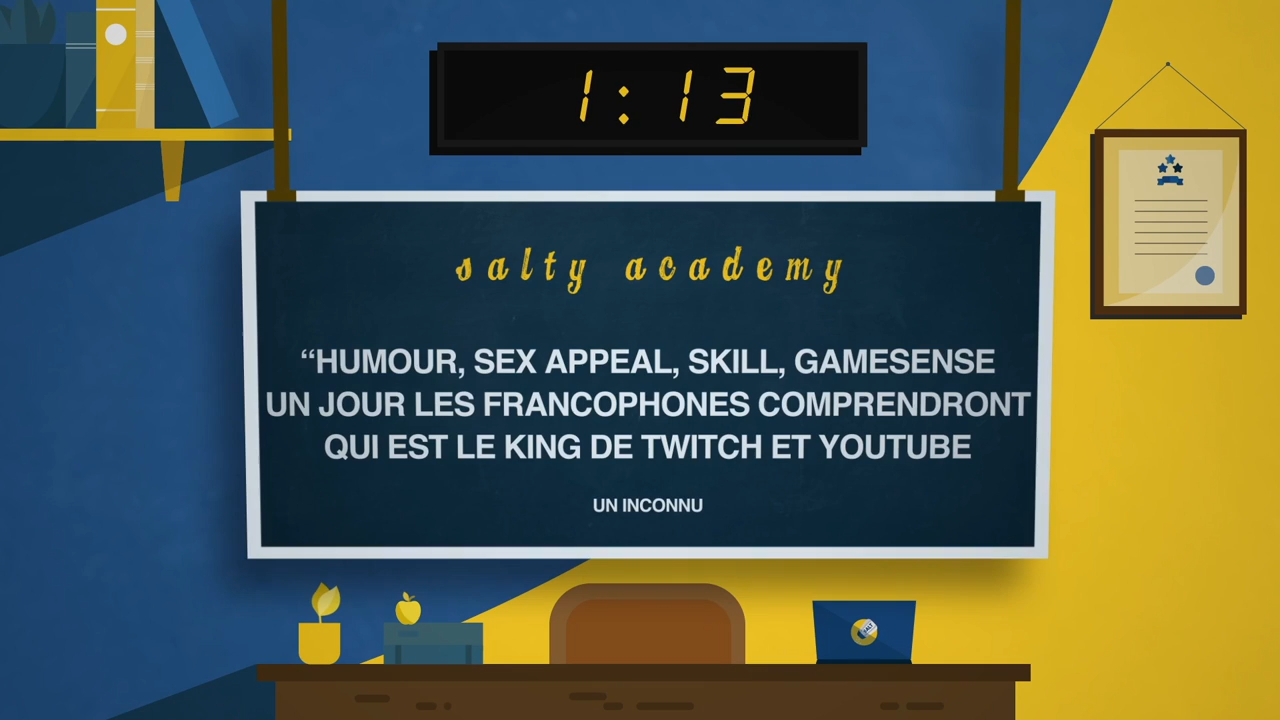 1:13
salty academy
“HUMOUR, SEX APPEAL, SKILL, GAMESENSE
UN JOUR LES FRANCOPHONES COMPRENDRONT
QUI EST LE KING DE TWITCH ET YOUTUBE
UN INCONNU